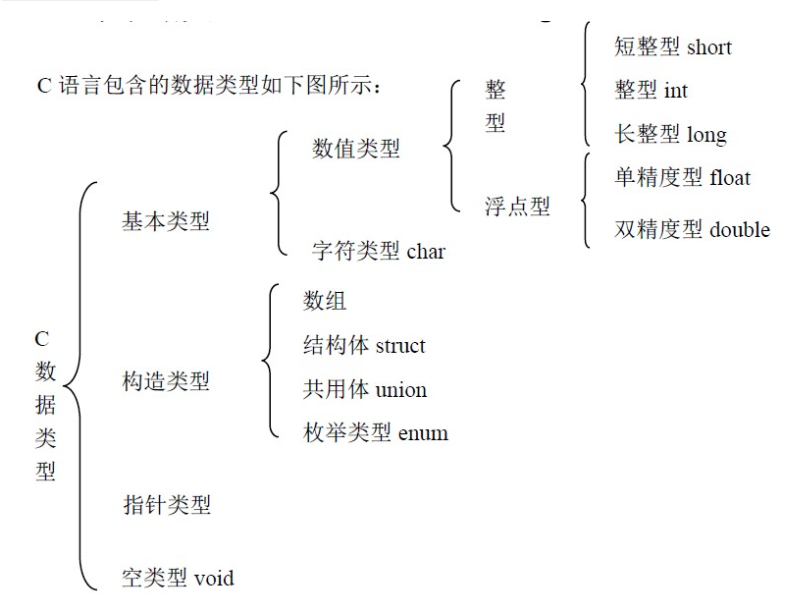 C 语言包含的数据类型如下图所示：
C数据类型
基本类型
数值类型
整型
短整型 short
整型 int
长整型 long
浮点型
单精度型 float
双精度型 double
字符类型 char
构造类型
数组
结构体 struct
共用体 union
枚举类型 enum
指针类型
空类型 void